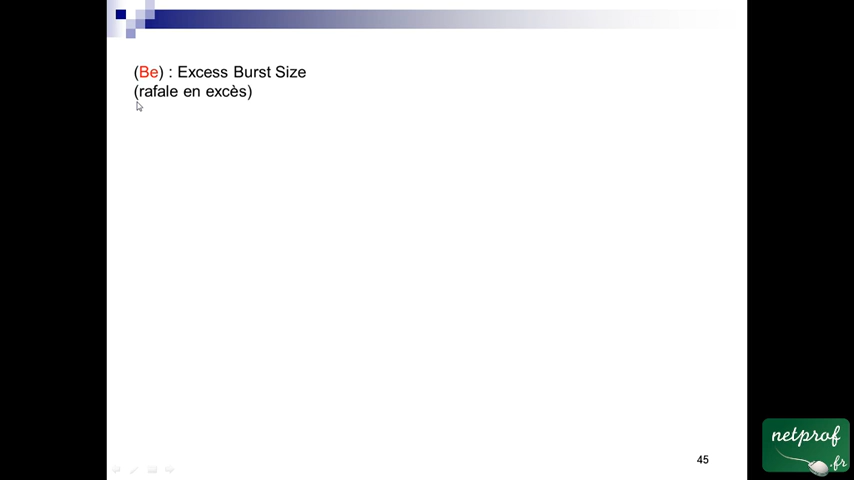 (Be) : Excess Burst Size
(rafale en excès)
45
netprof
.fr